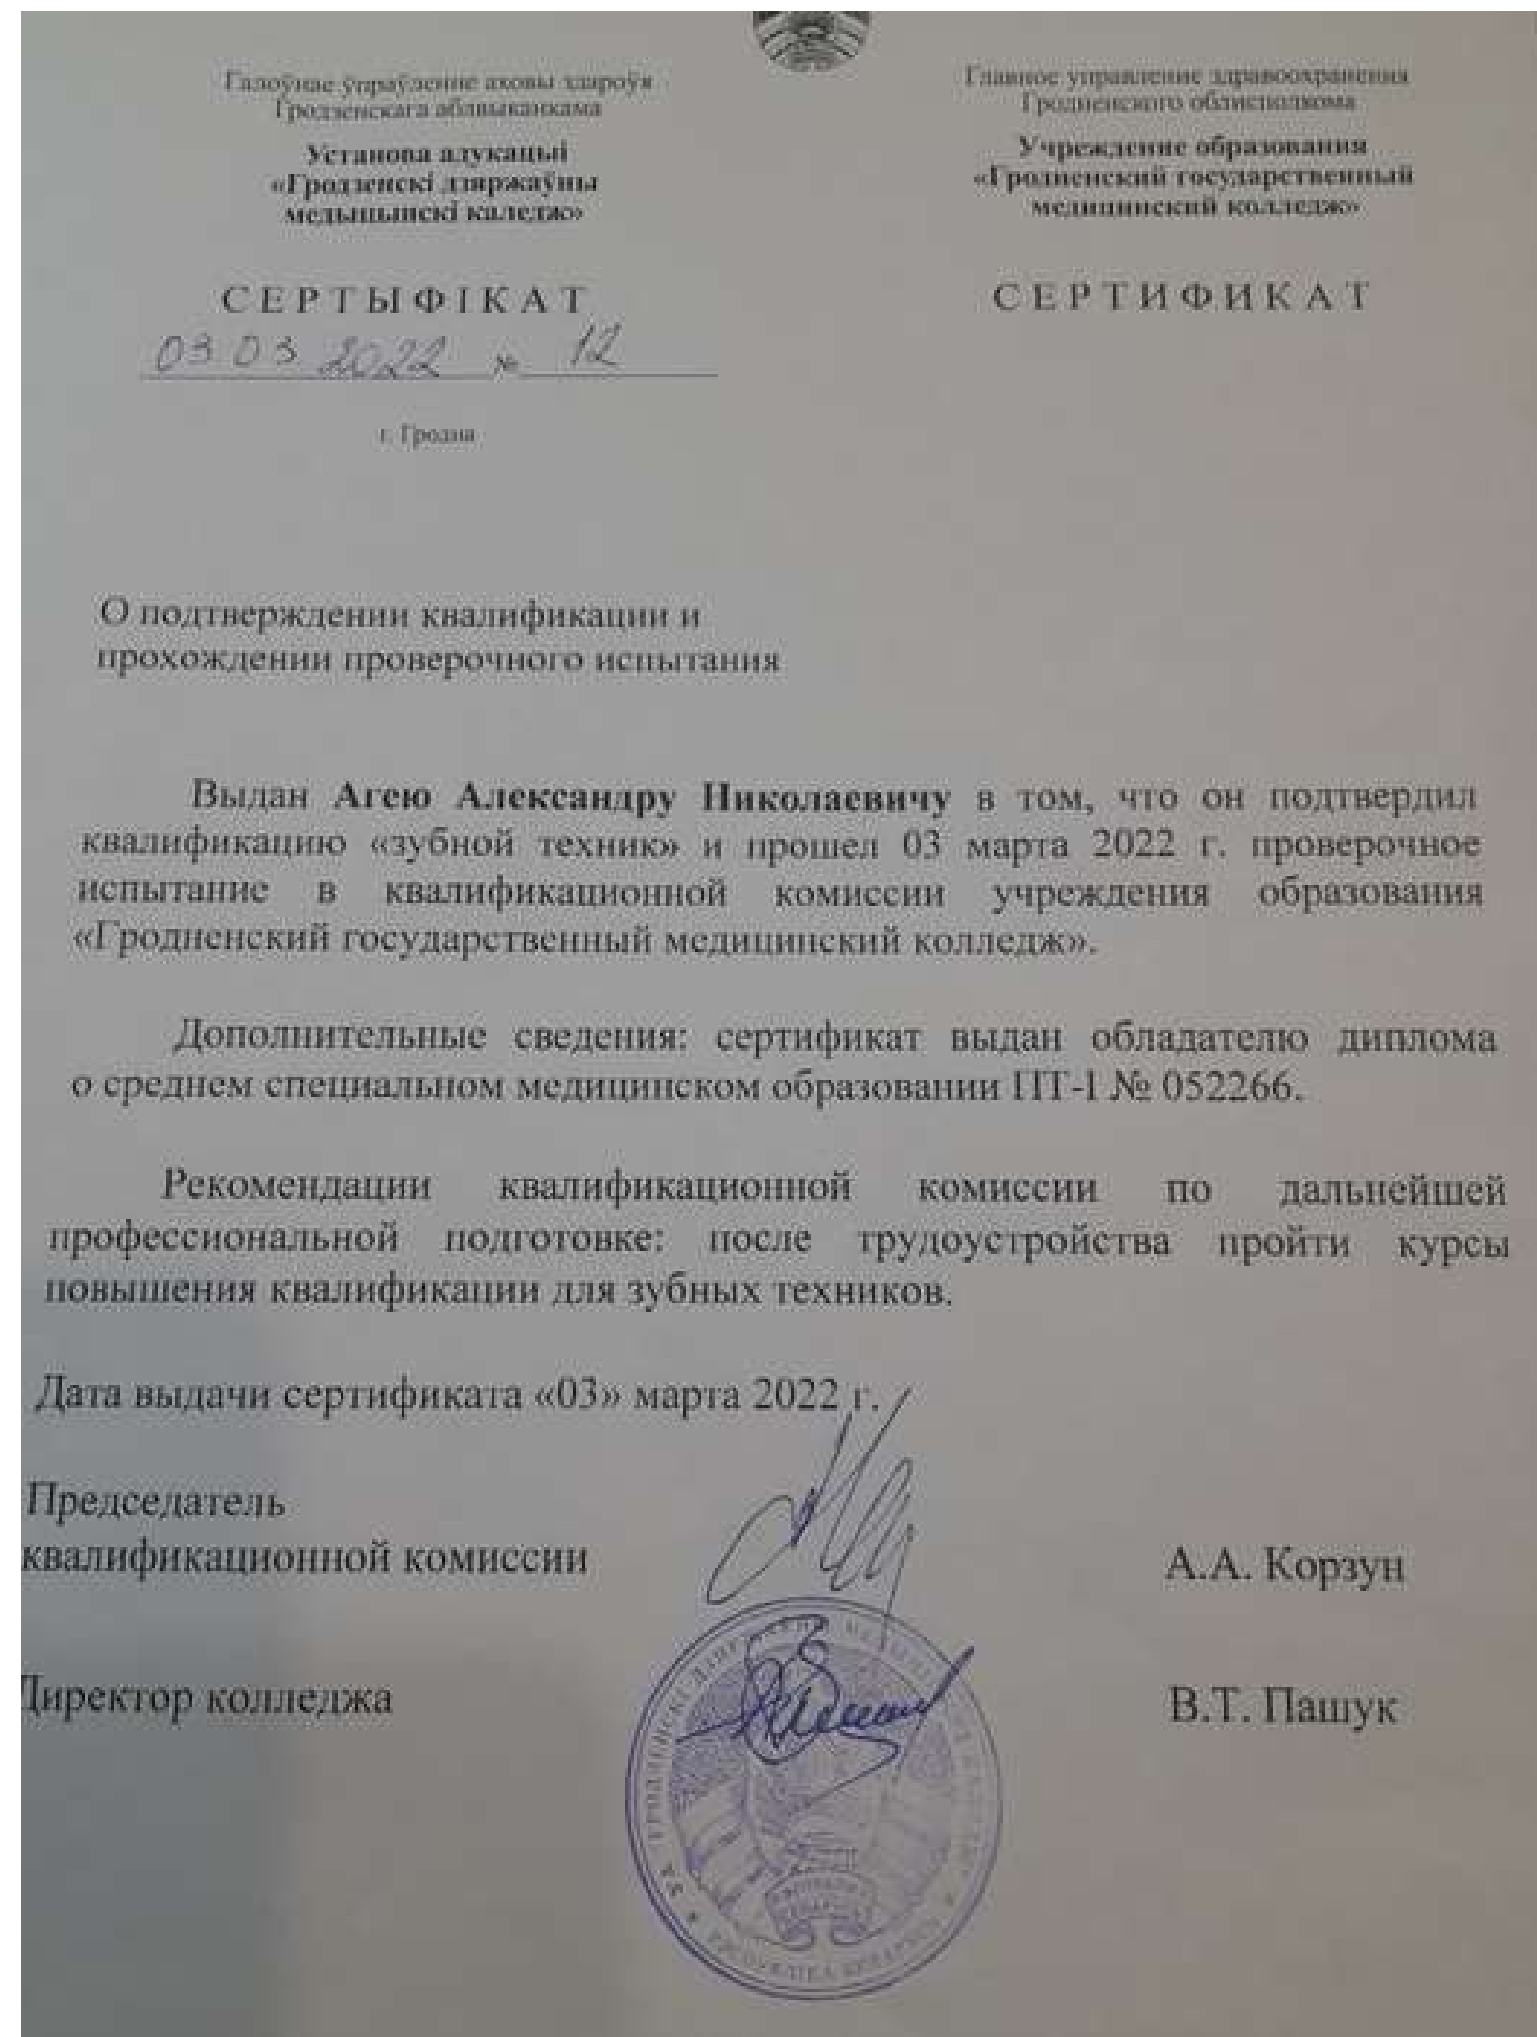 Галоўнае ўпраўленне аховы здароўя
Гродзенскага аблвыканкама
Установа адукацыі
«Гродзенскі дзяржаўны
медыцынскі каледж»
СЕРТЫФІКАТ
03 03 2022 № 12
г. Гродна
Главное управление здравоохранения
Гродненского облисполкома
Учреждение образования
«Гродненский государственный
медицинский колледж»
СЕРТИФИКАТ
О подтверждении квалификации и
прохождении проверочного испытания
Выдан Агею Александру Николаевичу в том, что он подтвердил
квалификацию «зубной техник» и прошел 03 марта 2022 г. проверочное
испытание в квалификационной комиссии учреждения образования
«Гродненский государственный медицинский колледж».
Дополнительные сведения: сертификат выдан обладателю диплома
о среднем специальном медицинском образовании ПТ-I № 052266.
Рекомендации квалификационной комиссии по дальнейшей
профессиональной подготовке: после трудоустройства пройти курсы
повышения квалификации для зубных техников.
Дата выдачи сертификата «03» марта 2022 г.
Председатель
квалификационной комиссии А.А. Корзун
Директор колледжа В.Т. Пашук
РЭСПУБЛІКА БЕЛАРУСЬ